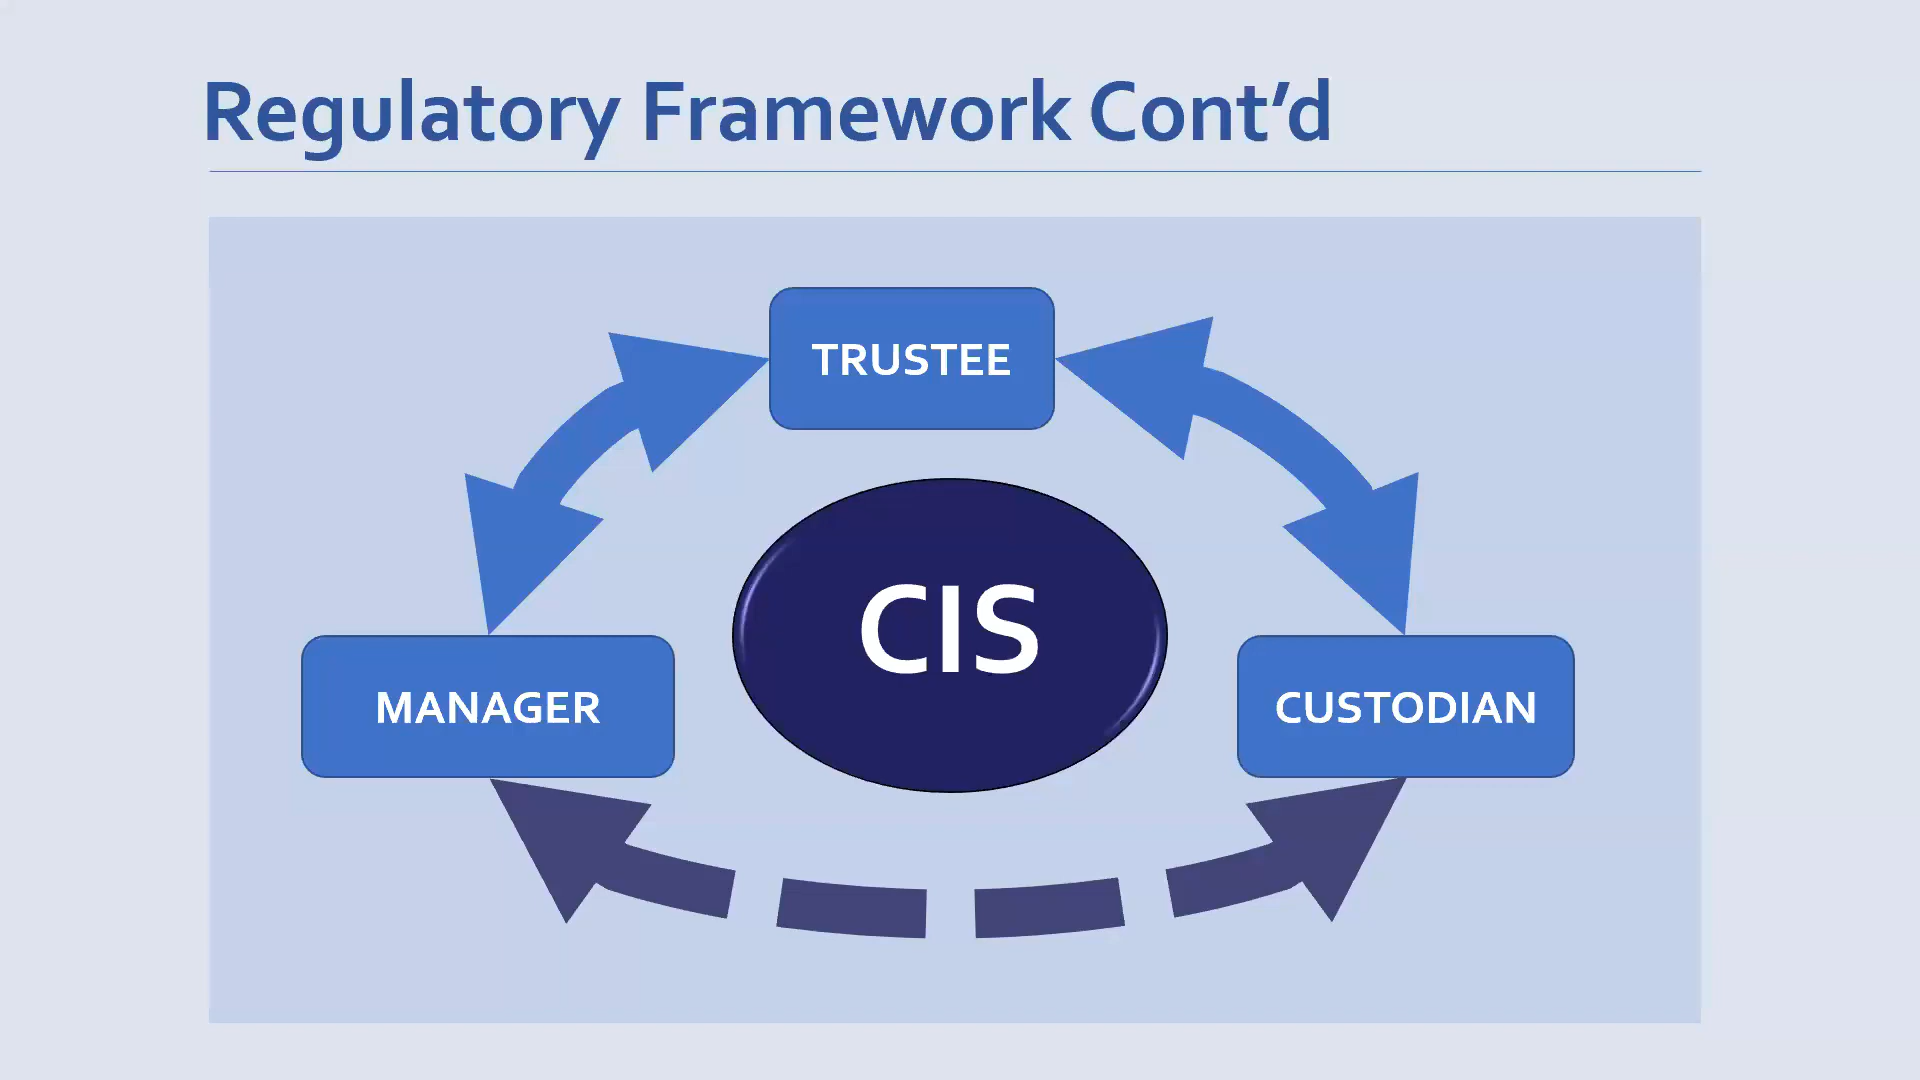 Regulatory Framework Cont’d
TRUSTEE
CIS
MANAGER
CUSTODIAN